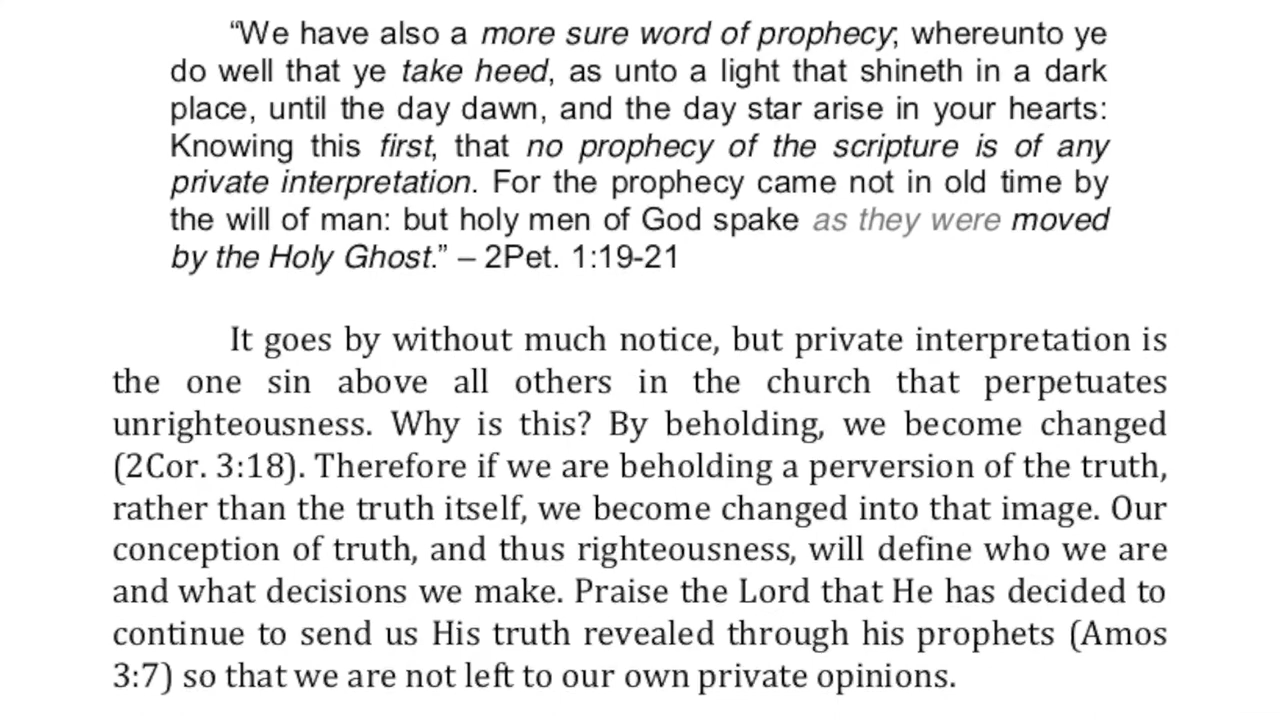 “We have also a more sure word of prophecy; whereunto ye
do well that ye take heed, as unto a light that shineth in a dark
place, until the day dawn, and the day star arise in your hearts:
Knowing this first, that no prophecy of the scripture is of any
private interpretation. For the prophecy came not in old time by
the will of man: but holy men of God spake as they were moved
by the Holy Ghost.” – 2Pet. 1:19-21
It goes by without much notice, but private interpretation is
the one sin above all others in the church that perpetuates
unrighteousness. Why is this? By beholding, we become changed
(2Cor. 3:18). Therefore if we are beholding a perversion of the truth,
rather than the truth itself, we become changed into that image. Our
conception of truth, and thus righteousness, will define who we are
and what decisions we make. Praise the Lord that He has decided to
continue to send us His truth revealed through his prophets (Amos
3:7) so that we are not left to our own private opinions.